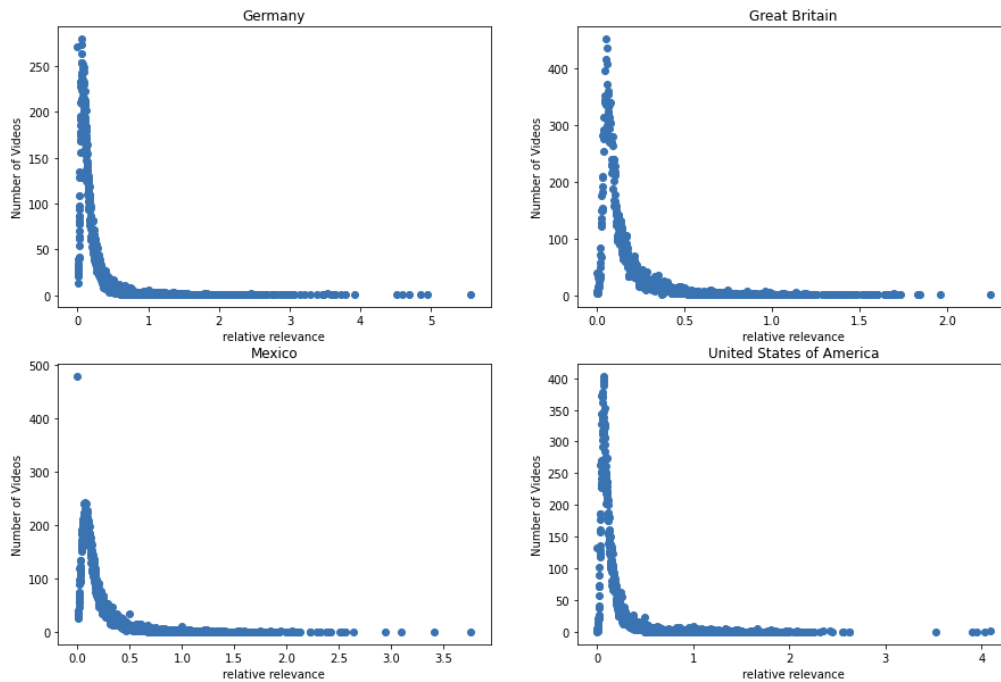 Germany
Number of Videos
250
200
150
100
50
0
0 1 2 3 4 5
relative relevance
Great Britain
Number of Videos
400
300
200
100
0
0.0 0.5 1.0 1.5 2.0
relative relevance
Mexico
Number of Videos
500
400
300
200
100
0
0.0 0.5 1.0 1.5 2.0 2.5 3.0 3.5
relative relevance
United States of America
Number of Videos
400
350
300
250
200
150
100
50
0
0 1 2 3 4
relative relevance